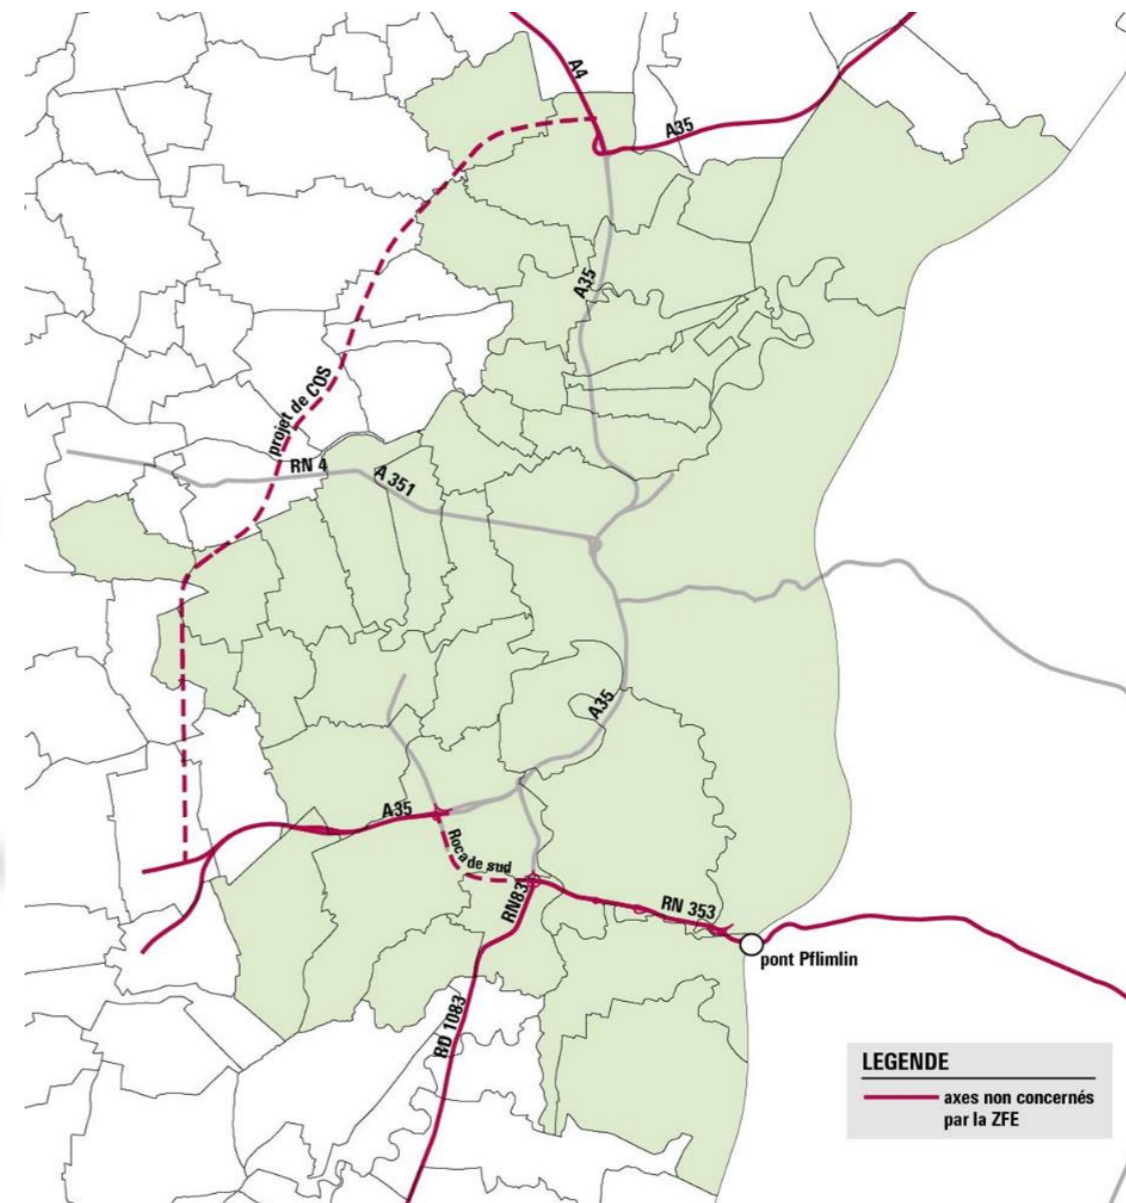 A4
A35
A35
projet de COS
RN 4
A 351
A35
A35
Rocade sud
RN83
RN 353
pont Pflimlin
RD 1083
LEGENDE
axes non concernés
par la ZFE